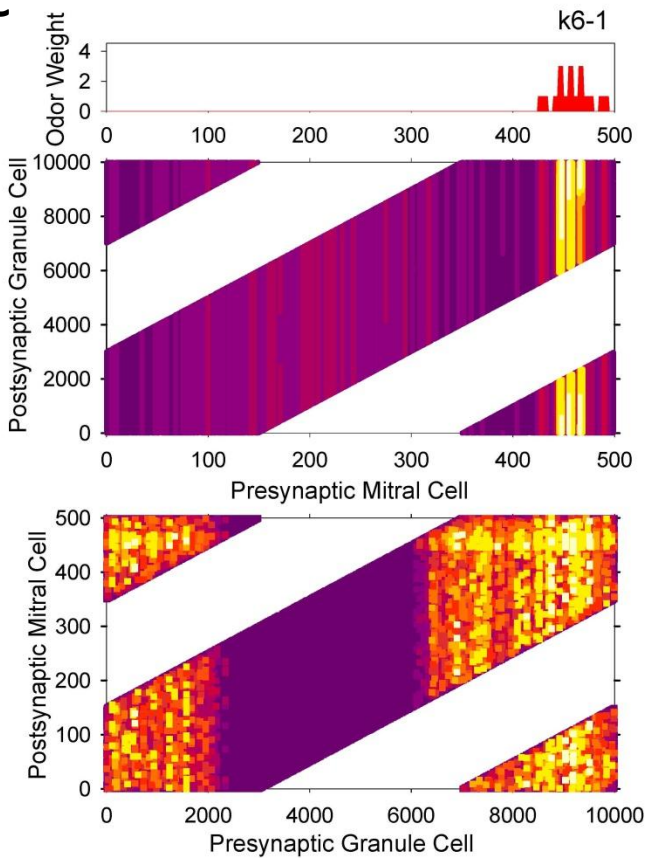 k6-1
Odor Weight
4
2
0
0 100 200 300 400 500
Postsynaptic Granule Cell
10000
8000
6000
4000
2000
0
0 100 200 300 400 500
Presynaptic Mitral Cell
Postsynaptic Mitral Cell
500
400
300
200
100
0
0 2000 4000 6000 8000 10000
Presynaptic Granule Cell